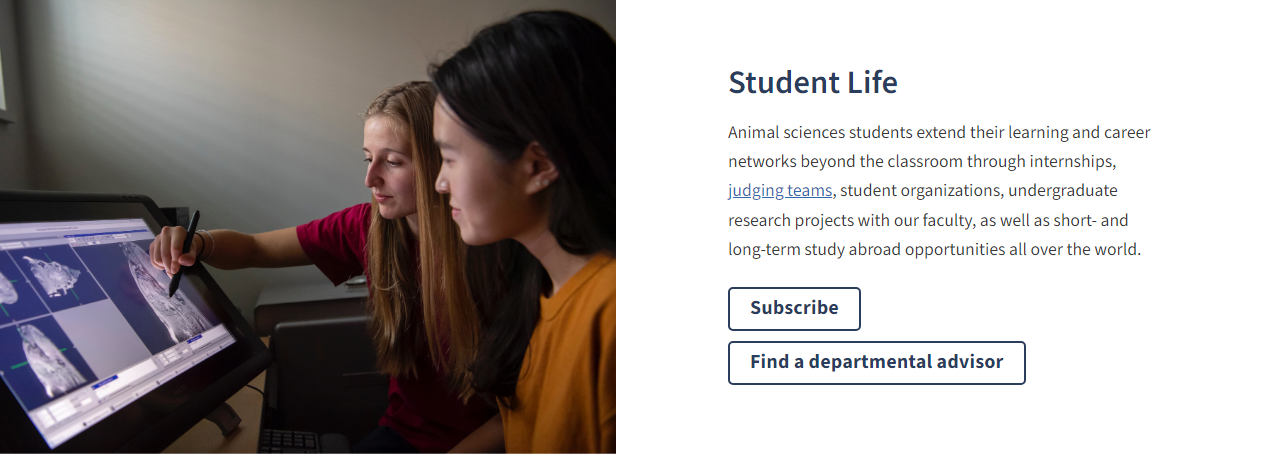 Student Life
Animal sciences students extend their learning and career
networks beyond the classroom through internships,
judging teams, student organizations, undergraduate
research projects with our faculty, as well as short- and
long-term study abroad opportunities all over the world.
Subscribe
Find a departmental advisor